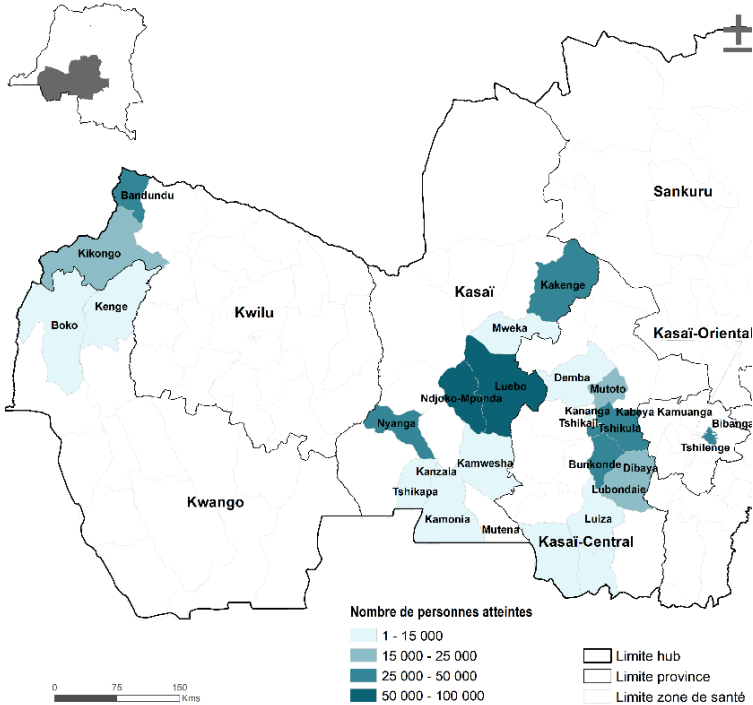 Bandundu
Sankuru
Kikongo
Kakenge
Kasaï
Kenge
Kwilu
Boko
Mweka
Kasaï-Oriental
Luebo
Demba
Ndjoko-Mpunda
Mutoto
Kananga
Kabeya Kamuanga
Bibanga
Nyanga
Tshikaji
Tshikula
Tshilenge
Kanzala
Kamwesha
Bunkonde
Dibaya
Tshikapa
Lubondaie
Kwango
Kamonia
Mutena
Luiza
Kasaï-Central
Nombre de personnes atteintes
1 - 15 000
15 000 - 25 000
25 000 - 50 000
50 000 - 100 000
Limite hub
Limite province
Limite zone de santé
0 75 150
Kms